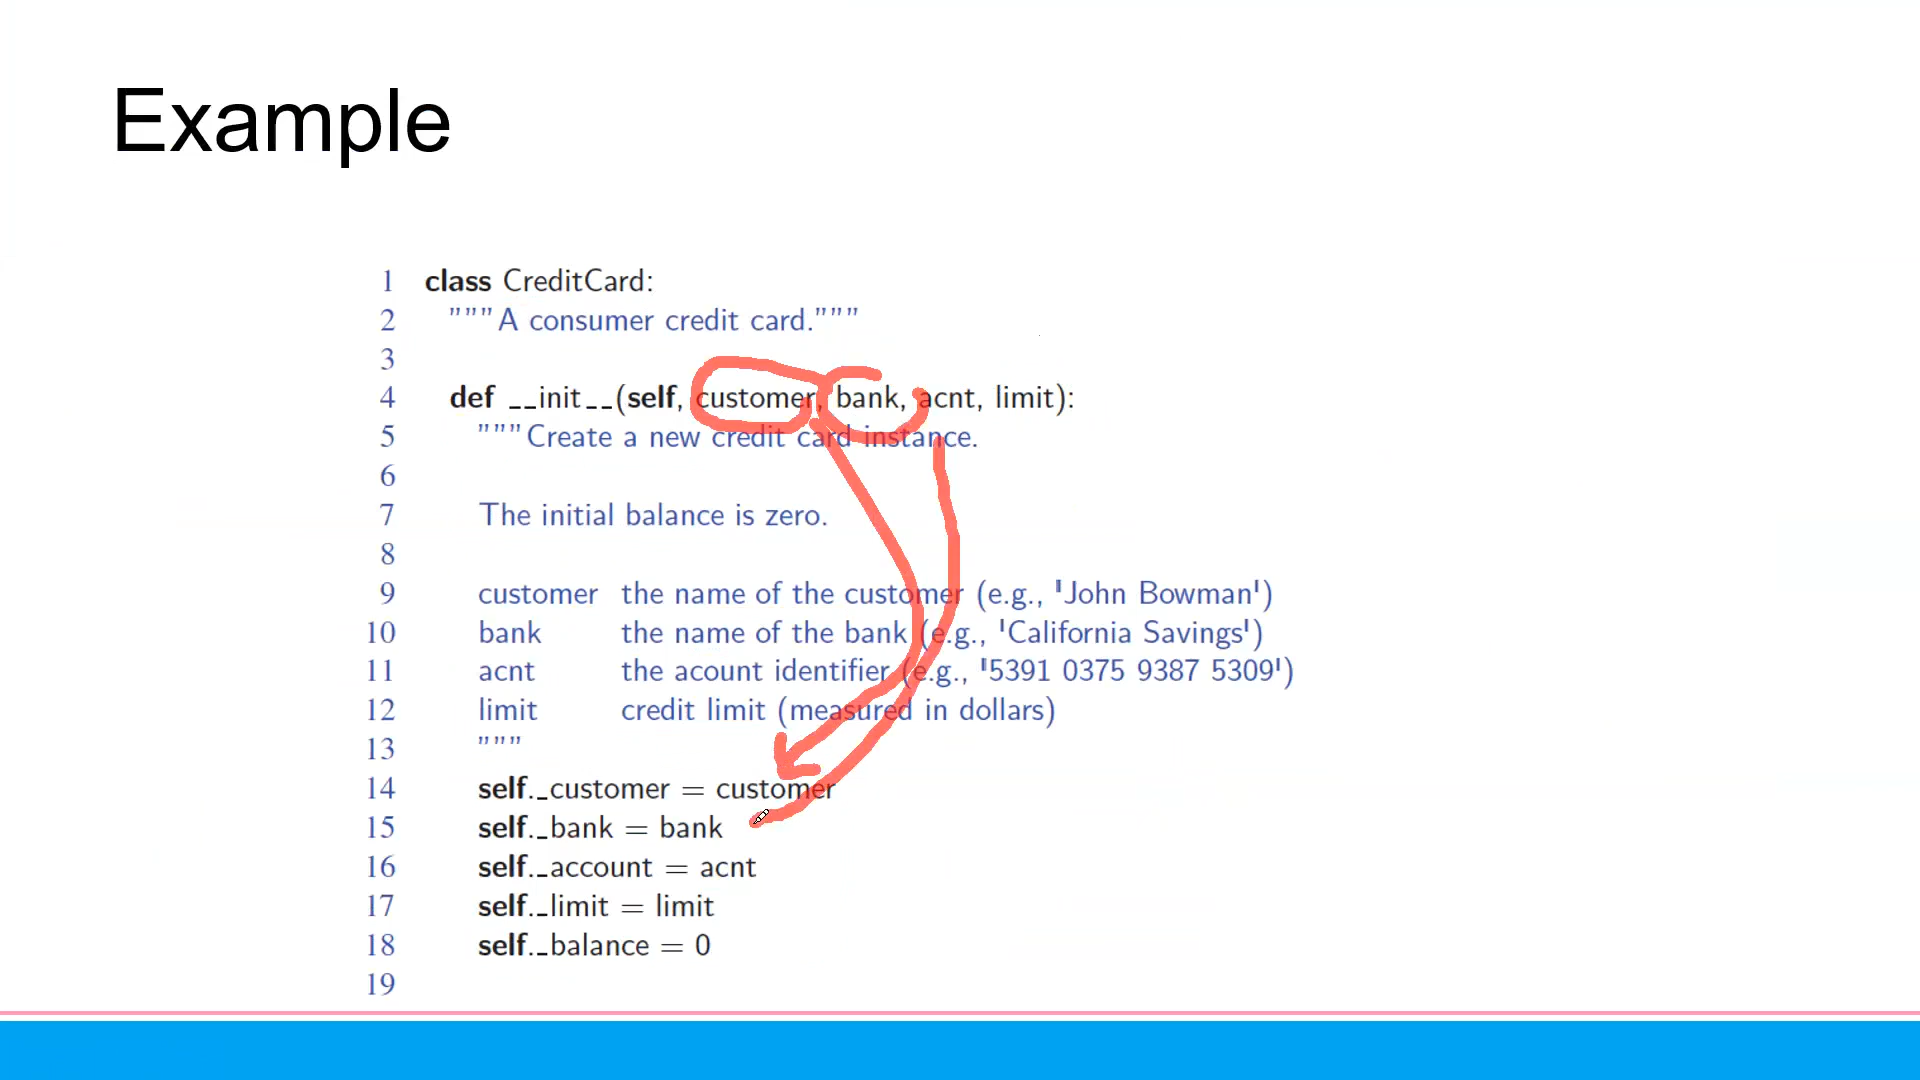 Example
1 class CreditCard:
2 """A consumer credit card."""
3
4 def __init__(self, customer, bank, acnt, limit):
5 """Create a new credit card instance.
6
7 The initial balance is zero.
8
9 customer the name of the customer (e.g., 'John Bowman')
10 bank the name of the bank (e.g., 'California Savings')
11 acnt the acount identifier (e.g., '5391 0375 9387 5309')
12 limit credit limit (measured in dollars)
13 """
14 self._customer = customer
15 self._bank = bank
16 self._account = acnt
17 self._limit = limit
18 self._balance = 0
19